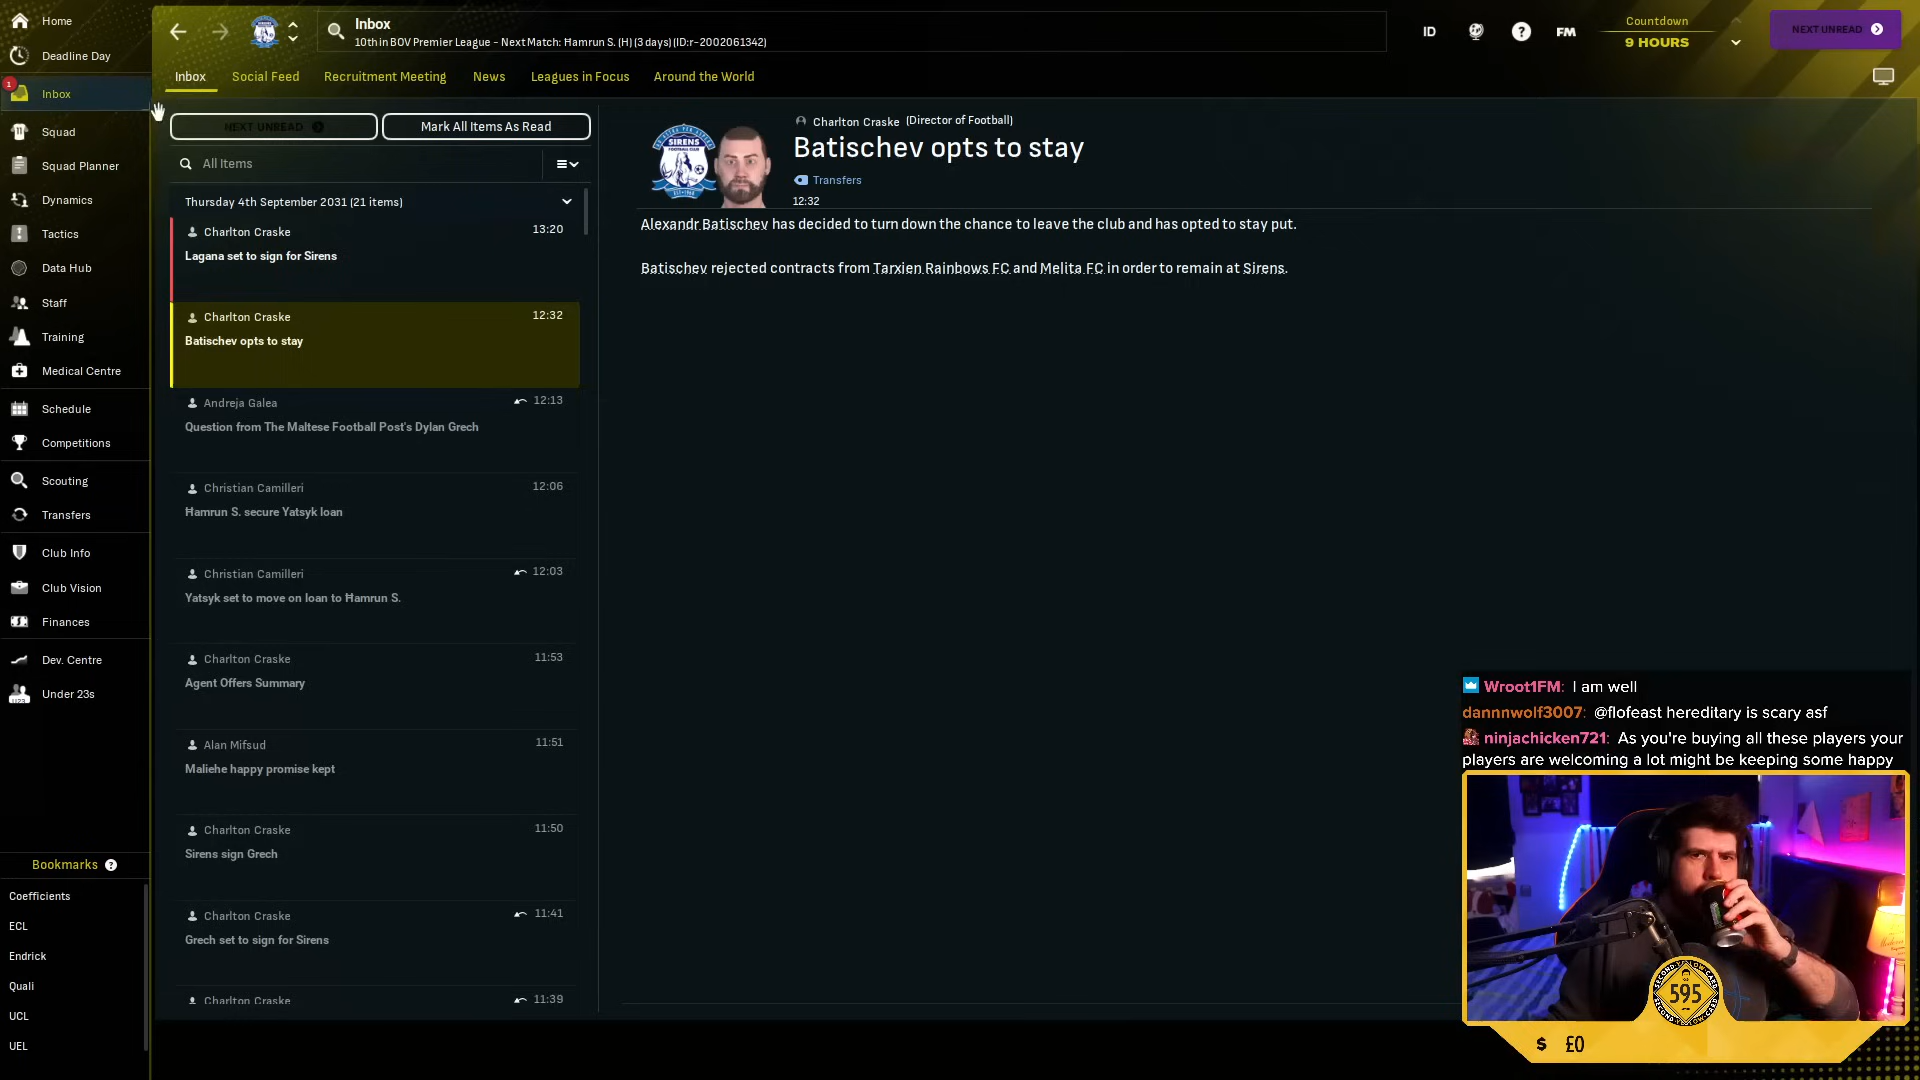 Home
Deadline Day
1
Inbox
Squad
Squad Planner
Dynamics
Tactics
Data Hub
Staff
Training
Medical Centre
Schedule
Competitions
Scouting
Transfers
Club Info
Club Vision
Finances
Dev. Centre
Under 23s
Bookmarks ?
Coefficients
ECL
Endrick
Quali
UCL
UEL
Inbox
10th in BOV Premier League - Next Match: Ħamrun S. (H) (3 days) (ID:r-2002061342)
ID
?
FM
Countdown
9 HOURS
NEXT UNREAD
Inbox
Social Feed
Recruitment Meeting
News
Leagues in Focus
Around the World
NEXT UNREAD
Mark All Items As Read
All Items
Thursday 4th September 2031 (21 items)
Charlton Craske 13:20
Lagana set to sign for Sirens
Charlton Craske 12:32
Batischev opts to stay
Andreja Galea 12:13
Question from The Maltese Football Post's Dylan Grech
Christian Camilleri 12:06
Ħamrun S. secure Yatsyk loan
Christian Camilleri 12:03
Yatsyk set to move on loan to Ħamrun S.
Charlton Craske 11:53
Agent Offers Summary
Alan Mifsud 11:51
Maliehe happy promise kept
Charlton Craske 11:50
Sirens sign Grech
Charlton Craske 11:41
Grech set to sign for Sirens
Charlton Craske 11:39
SIRENS
FOOTBALL CLUB
Charlton Craske (Director of Football)
Batischev opts to stay
Transfers
12:32
Alexandr Batischev has decided to turn down the chance to leave the club and has opted to stay put.
Batischev rejected contracts from Tarxien Rainbows FC and Melita FC in order to remain at Sirens.
Wroot1FM: I am well
dannnwolf3007: @flofeast hereditary is scary asf
ninjachicken721: As you're buying all these players your
players are welcoming a lot might be keeping some happy
SECOND YELLOW CARD
595
$ £0